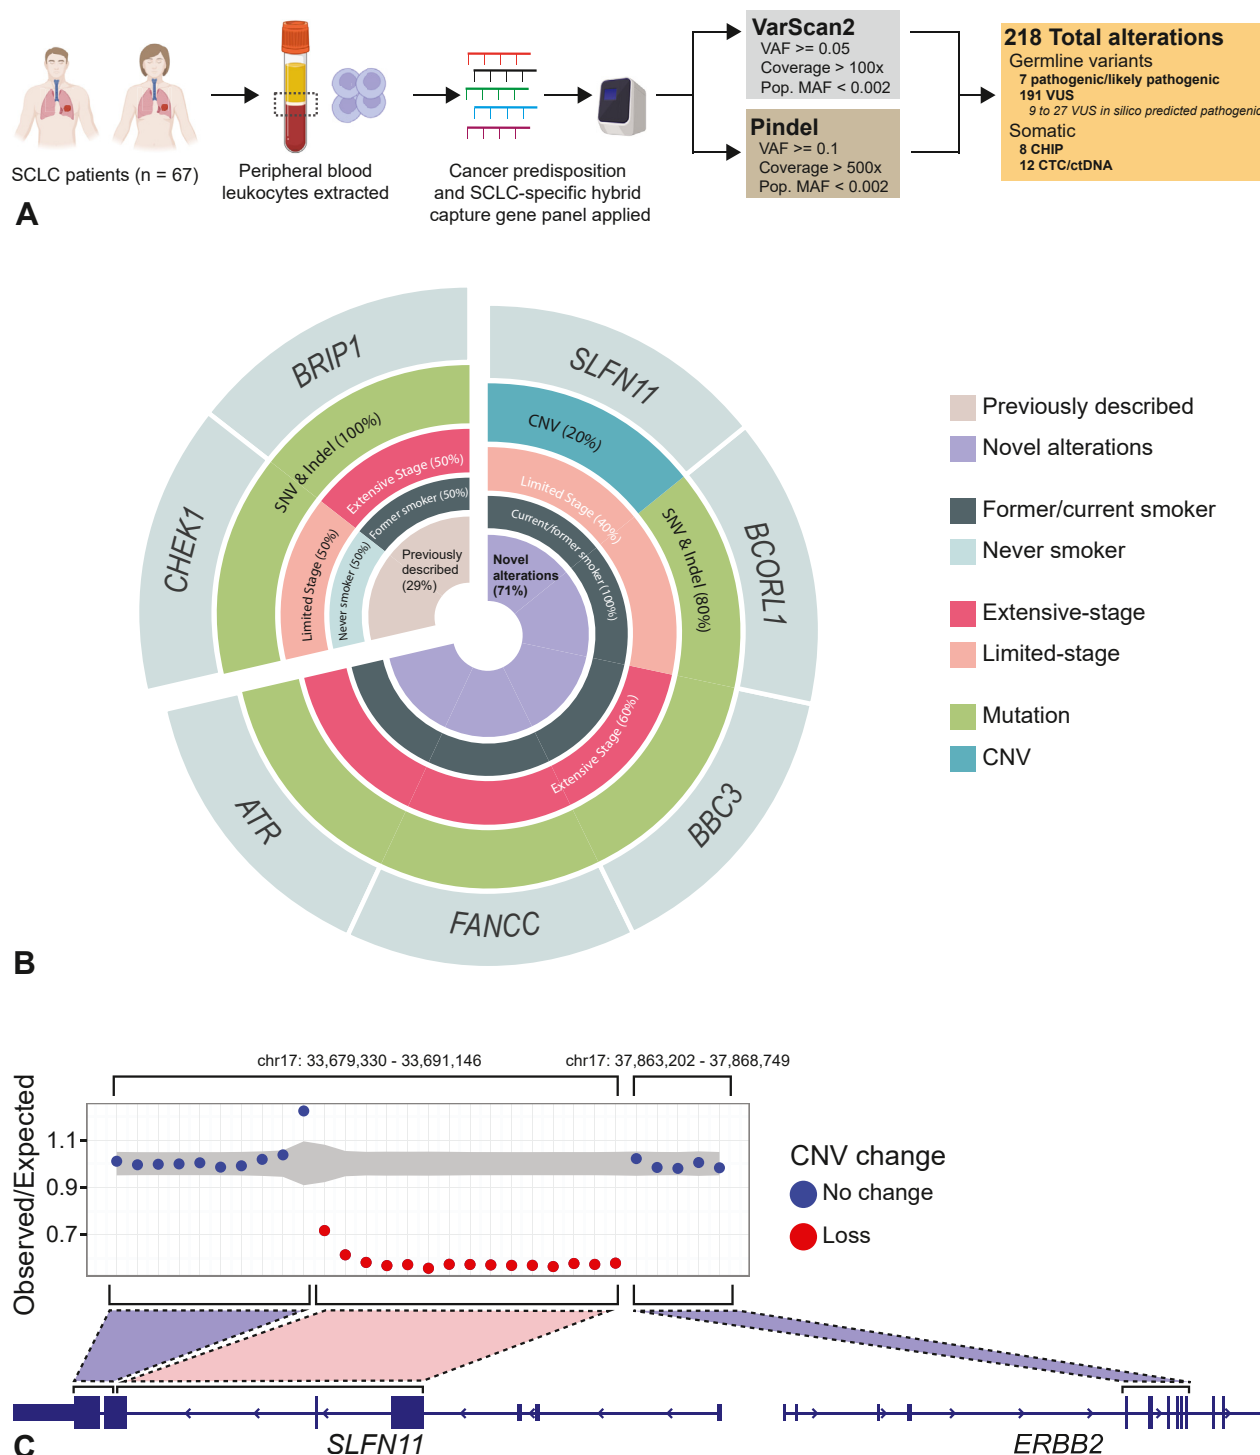 SCLC patients (n = 67)
Peripheral blood
leukocytes extracted
Cancer predisposition
and SCLC-specific hybrid
capture gene panel applied
VarScan2
VAF >= 0.05
Coverage > 100x
Pop. MAF < 0.002
Pindel
VAF >= 0.1
Coverage > 500x
Pop. MAF < 0.002
218 Total alterations
Germline variants
7 pathogenic/likely pathogenic
191 VUS
9 to 27 VUS in silico predicted pathogenic
Somatic
8 CHIP
12 CTC/ctDNA
A
BRIP1
SLFN11
CHEK1
BCORL1
ATR
BBC3
FANCC
SNV & Indel (100%)
Extensive Stage (50%)
Former smoker (50%)
Limited Stage (50%)
Never smoker (50%)
Previously
described
(29%)
CNV (20%)
Limited Stage (40%)
Current/former smoker (100%)
Novel
alterations
(71%)
SNV & Indel (80%)
Extensive Stage (60%)
Previously described
Novel alterations
Former/current smoker
Never smoker
Extensive-stage
Limited-stage
Mutation
CNV
B
chr17: 33,679,330 - 33,691,146
chr17: 37,863,202 - 37,868,749
Observed/Expected
1.1
0.9
0.7
CNV change
No change
Loss
SLFN11
ERBB2
C